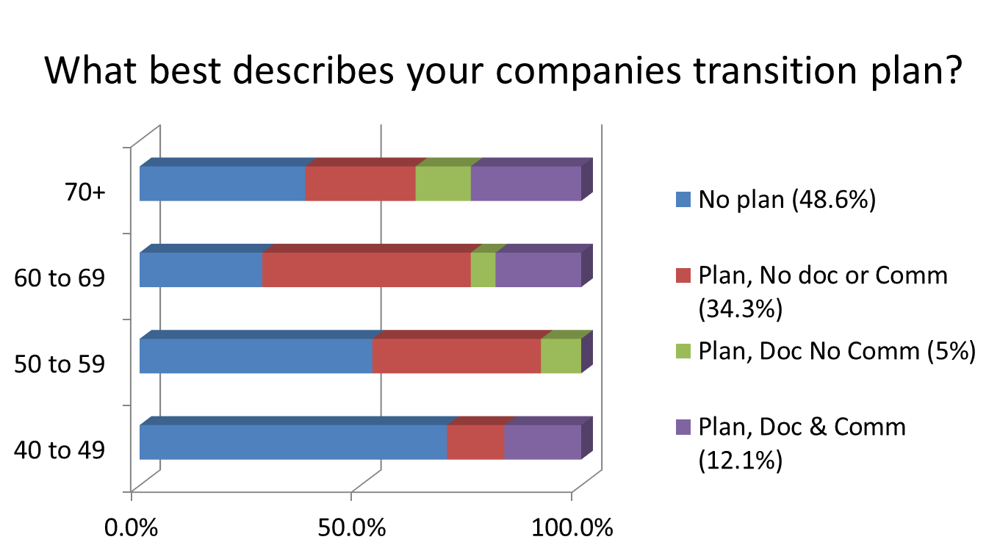 What best describes your companies transition plan?
70+
60 to 69
50 to 59
40 to 49
0.0%
50.0%
100.0%
No plan (48.6%)
Plan, No doc or Comm
(34.3%)
Plan, Doc No Comm (5%)
Plan, Doc & Comm
(12.1%)